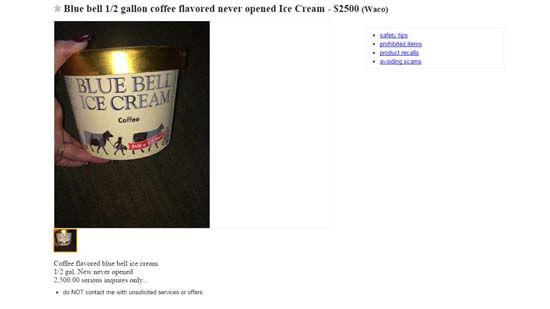 Blue bell 1/2 gallon coffee flavored never opened Ice Cream - $2500 (Waco)
BLUE BELL
ICE CREAM
Coffee
safety tips
prohibited items
product recalls
avoiding scams
Coffee flavored blue bell ice cream
1/2 gal. New never opened
2,500.00 serious inquires only...
do NOT contact me with unsolicited services or offers